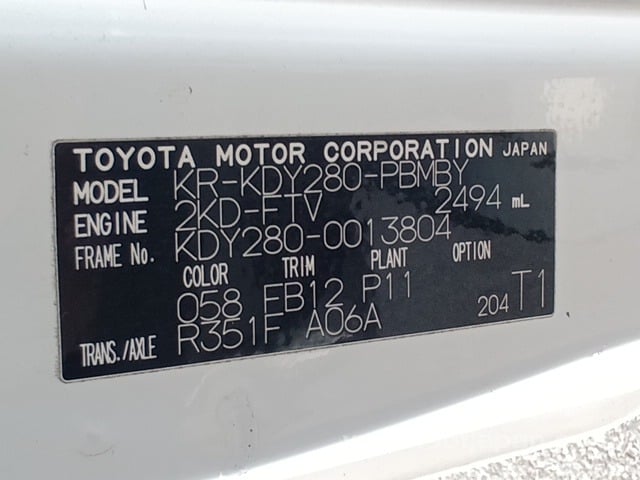 TOYOTA MOTOR CORPORATION JAPAN
MODEL KR-KDY280-PBMBY
ENGINE 2KD-FTV 2494 mL
FRAME No. KDY280-0013804
COLOR TRIM PLANT OPTION
058 FB12 P11
TRANS./AXLE R351F A06A 204 T1